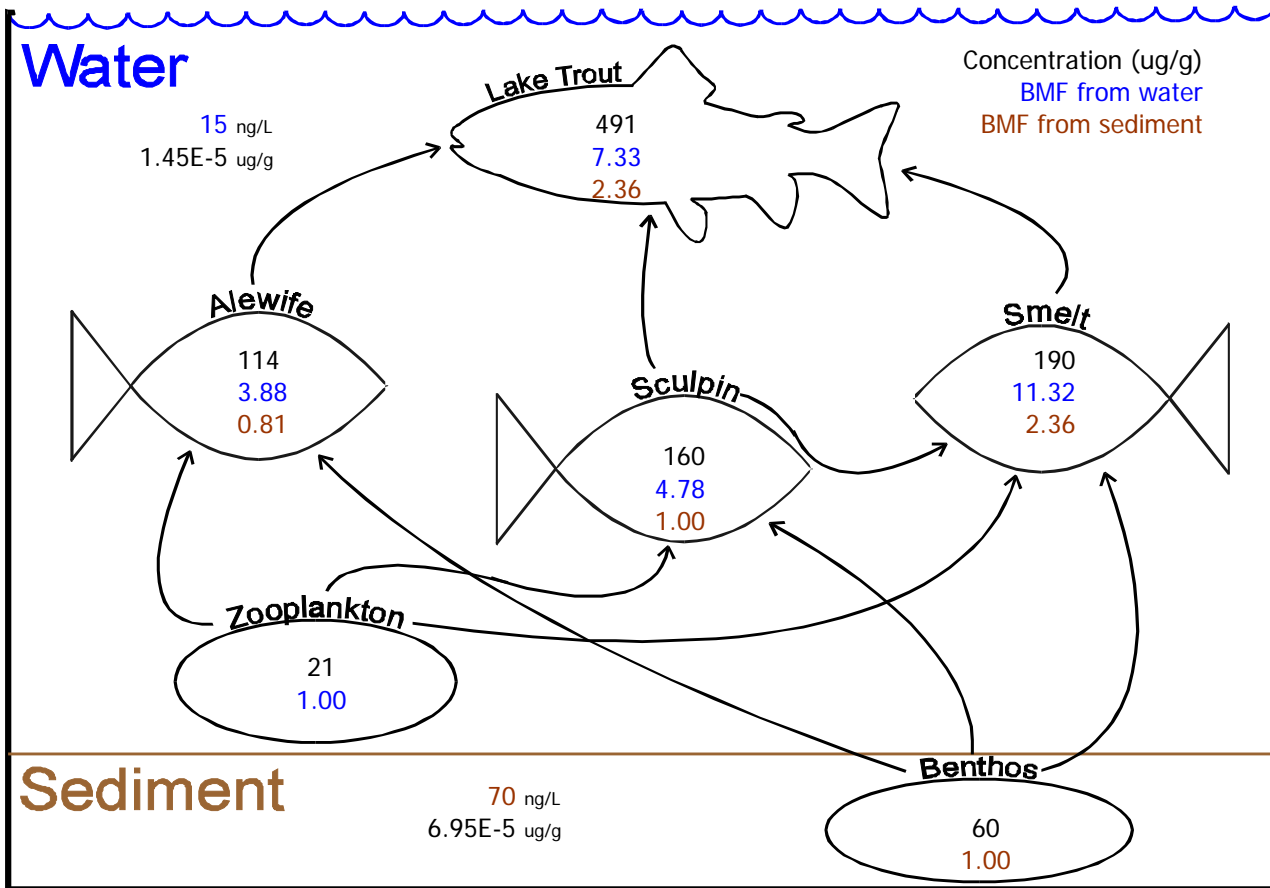 Water
Concentration (ug/g)
BMF from water
BMF from sediment
15 ng/L
1.45E-5 ug/g
Lake Trout
491
7.33
2.36
Alewife
114
3.88
0.81
Sculpin
160
4.78
1.00
Smelt
190
11.32
2.36
Zooplankton
21
1.00
Sediment
70 ng/L
6.95E-5 ug/g
Benthos
60
1.00